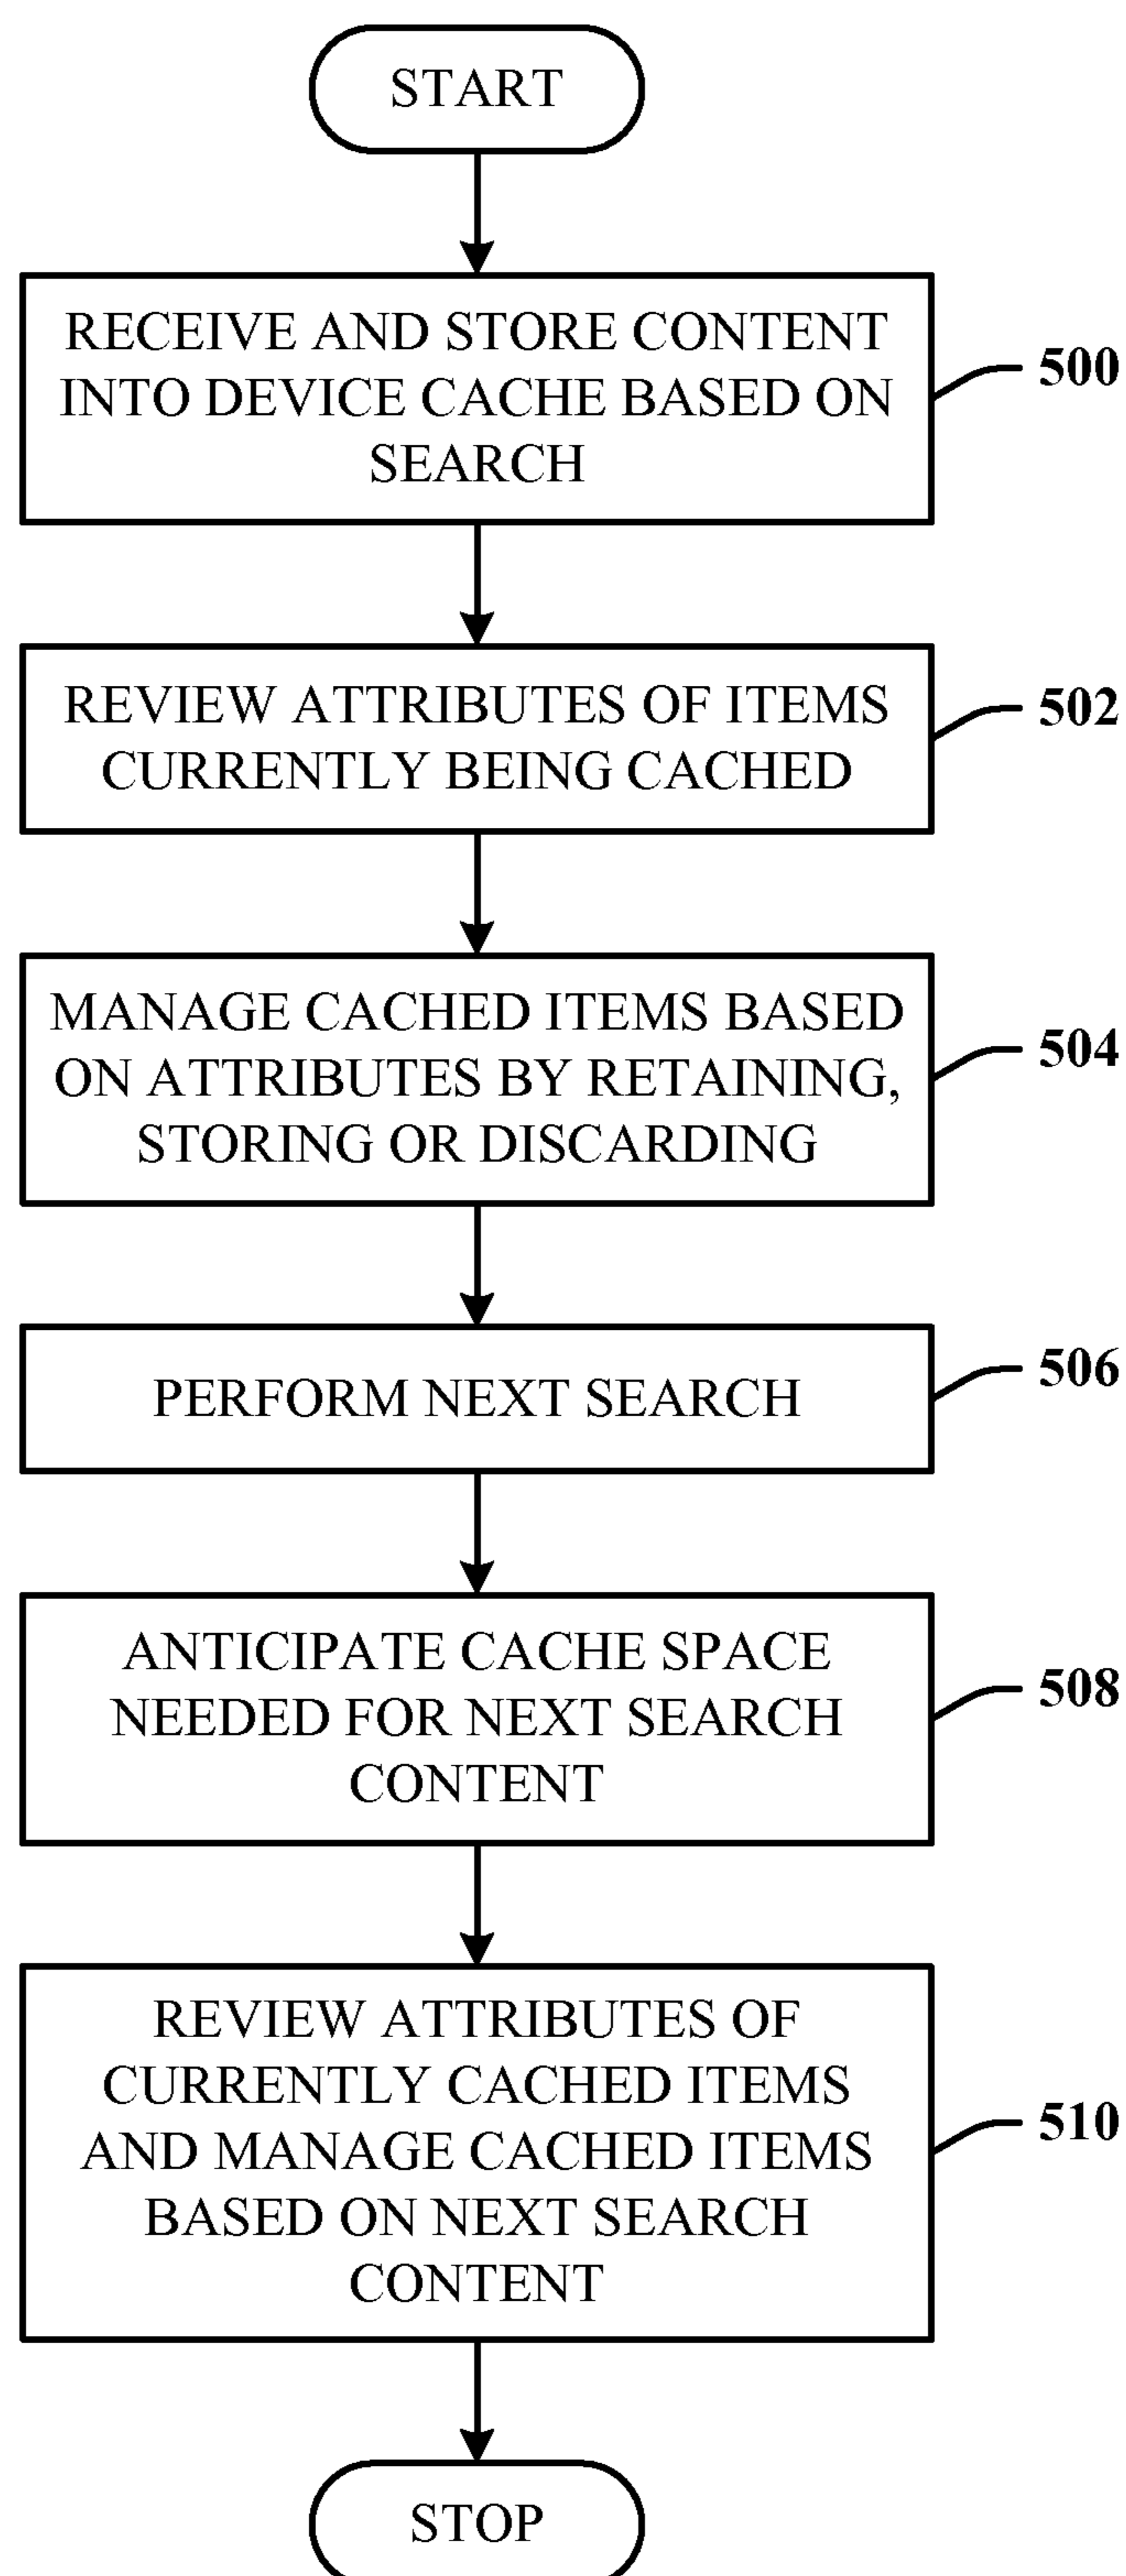 START
RECEIVE AND STORE CONTENT
INTO DEVICE CACHE BASED ON
SEARCH
500
REVIEW ATTRIBUTES OF ITEMS
CURRENTLY BEING CACHED
502
MANAGE CACHED ITEMS BASED
ON ATTRIBUTES BY RETAINING,
STORING OR DISCARDING
504
PERFORM NEXT SEARCH
506
ANTICIPATE CACHE SPACE
NEEDED FOR NEXT SEARCH
CONTENT
508
REVIEW ATTRIBUTES OF
CURRENTLY CACHED ITEMS
AND MANAGE CACHED ITEMS
BASED ON NEXT SEARCH
CONTENT
510
STOP